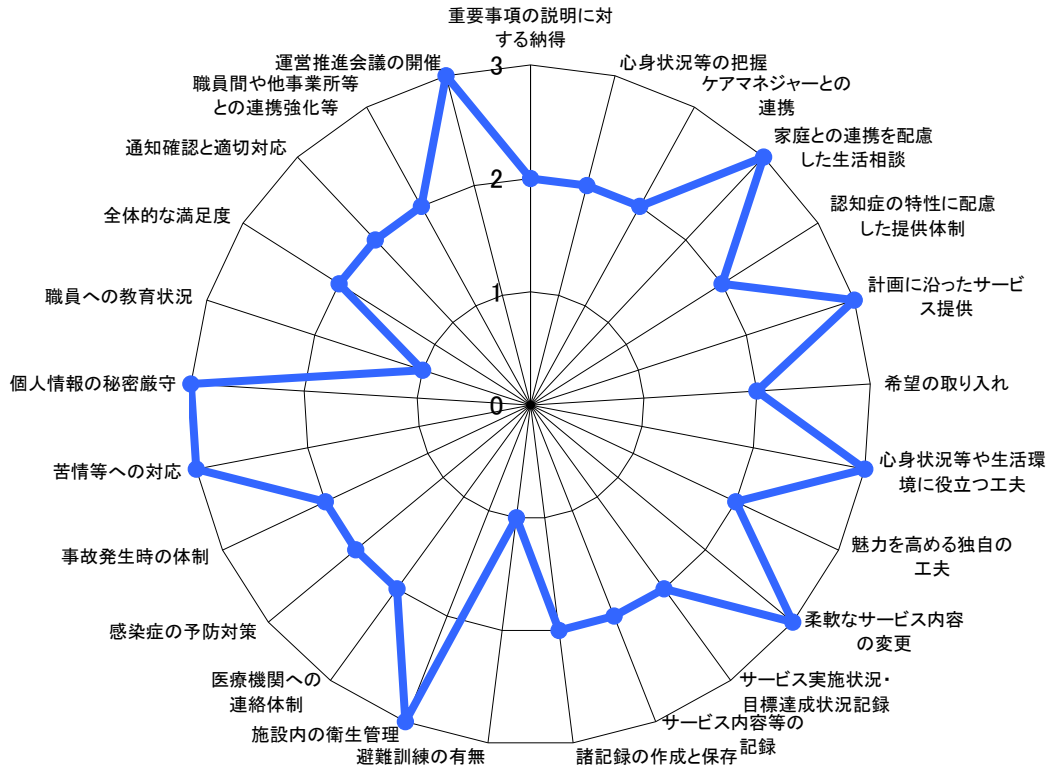 重要事項の説明に対
する納得
心身状況等の把握
ケアマネジャーとの
連携
家庭との連携を配慮
した生活相談
認知症の特性に配慮
した提供体制
計画に沿ったサービ
ス提供
希望の取り入れ
心身状況等や生活環
境に役立つ工夫
魅力を高める独自の
工夫
柔軟なサービス内容
の変更
サービス実施状況・
目標達成状況記録
サービス内容等の
記録
諸記録の作成と保存
避難訓練の有無
施設内の衛生管理
医療機関への
連絡体制
感染症の予防対策
事故発生時の体制
苦情等への対応
個人情報の秘密厳守
職員への教育状況
全体的な満足度
通知確認と適切対応
職員間や他事業所等
との連携強化等
運営推進会議の開催
3
2
1
0